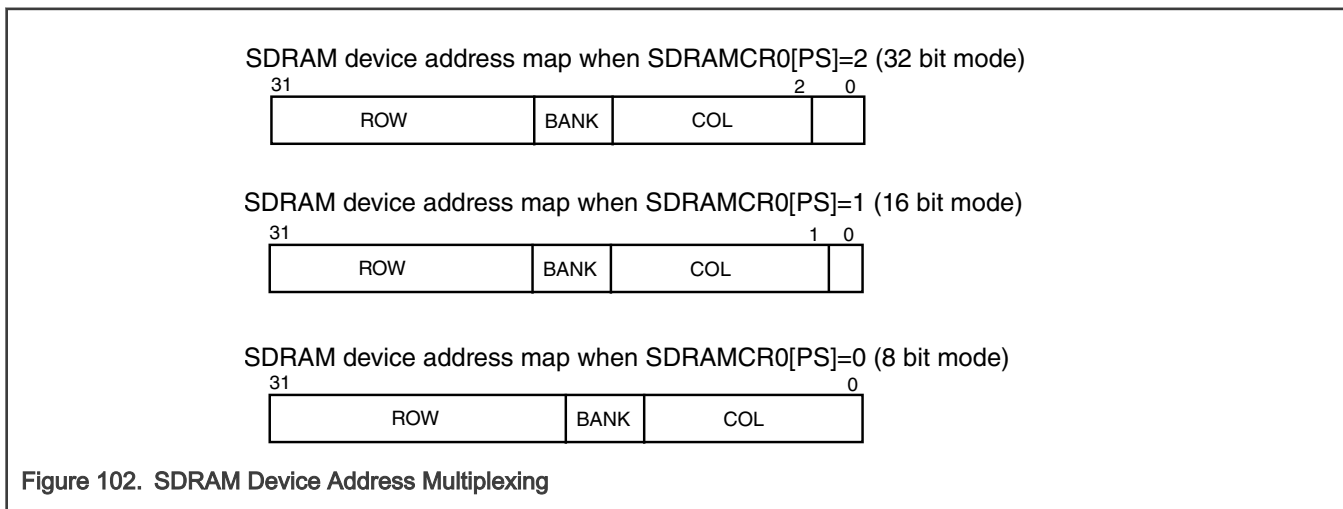 SDRAM device address map when SDRAMCR0[PS]=2 (32 bit mode)
31 2 0
ROW BANK COL
SDRAM device address map when SDRAMCR0[PS]=1 (16 bit mode)
31 1 0
ROW BANK COL
SDRAM device address map when SDRAMCR0[PS]=0 (8 bit mode)
31 0
ROW BANK COL
Figure 102. SDRAM Device Address Multiplexing